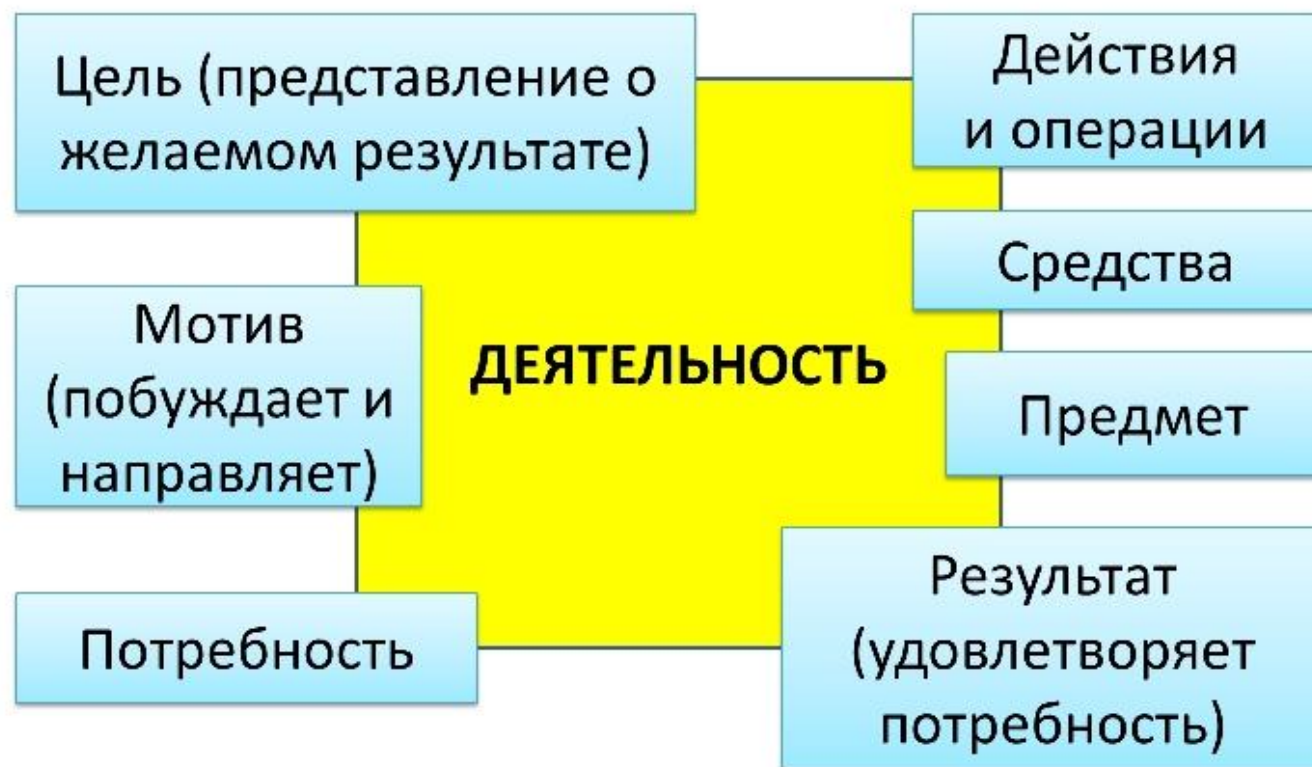 Цель (представление о
желаемом результате)
Мотив
(побуждает и
направляет)
Потребность
ДЕЯТЕЛЬНОСТЬ
Действия
и операции
Средства
Предмет
Результат
(удовлетворяет
потребность)